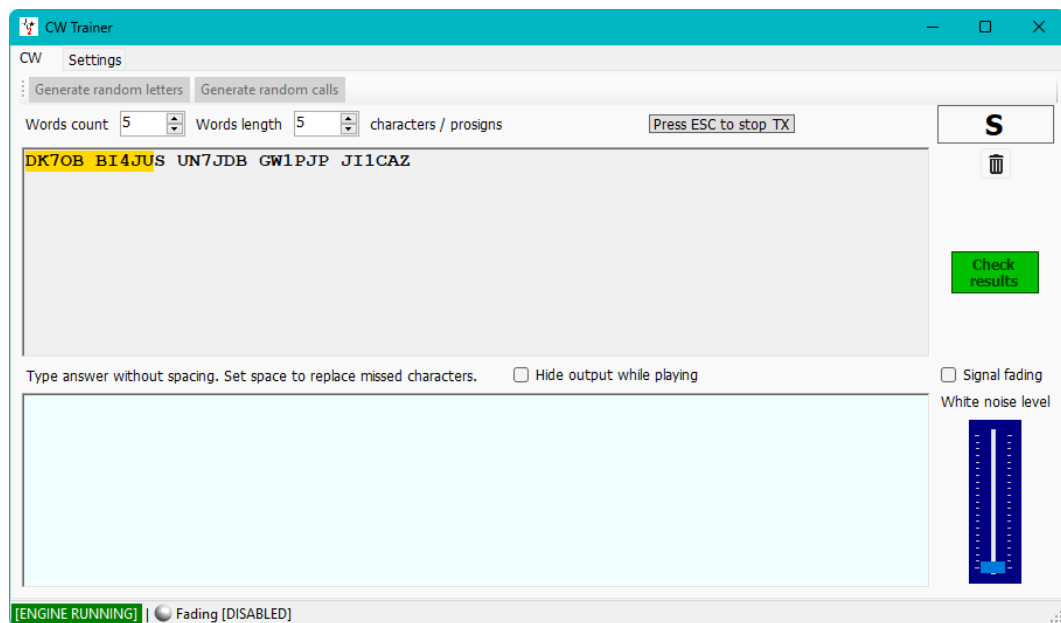 CW Trainer
CW Settings
Generate random letters Generate random calls
Words count 5 Words length 5 characters / prosigns Press ESC to stop TX S
DK7OB BI4JUS UN7JDB GW1PJP JI1CAZ
Check
results
Type answer without spacing. Set space to replace missed characters. Hide output while playing Signal fading
White noise level
[ENGINE RUNNING] | Fading [DISABLED]